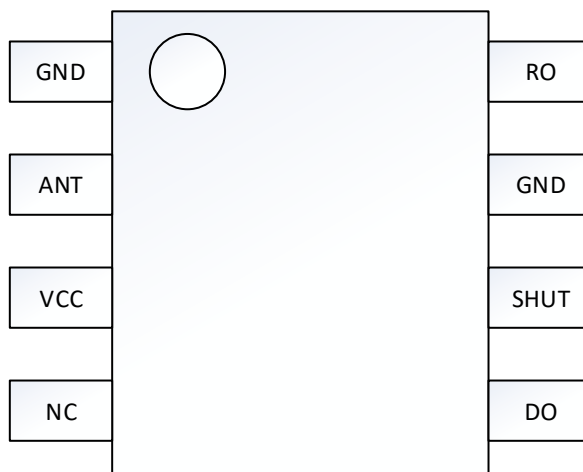 GND
RO
ANT
GND
VCC
SHUT
NC
DO